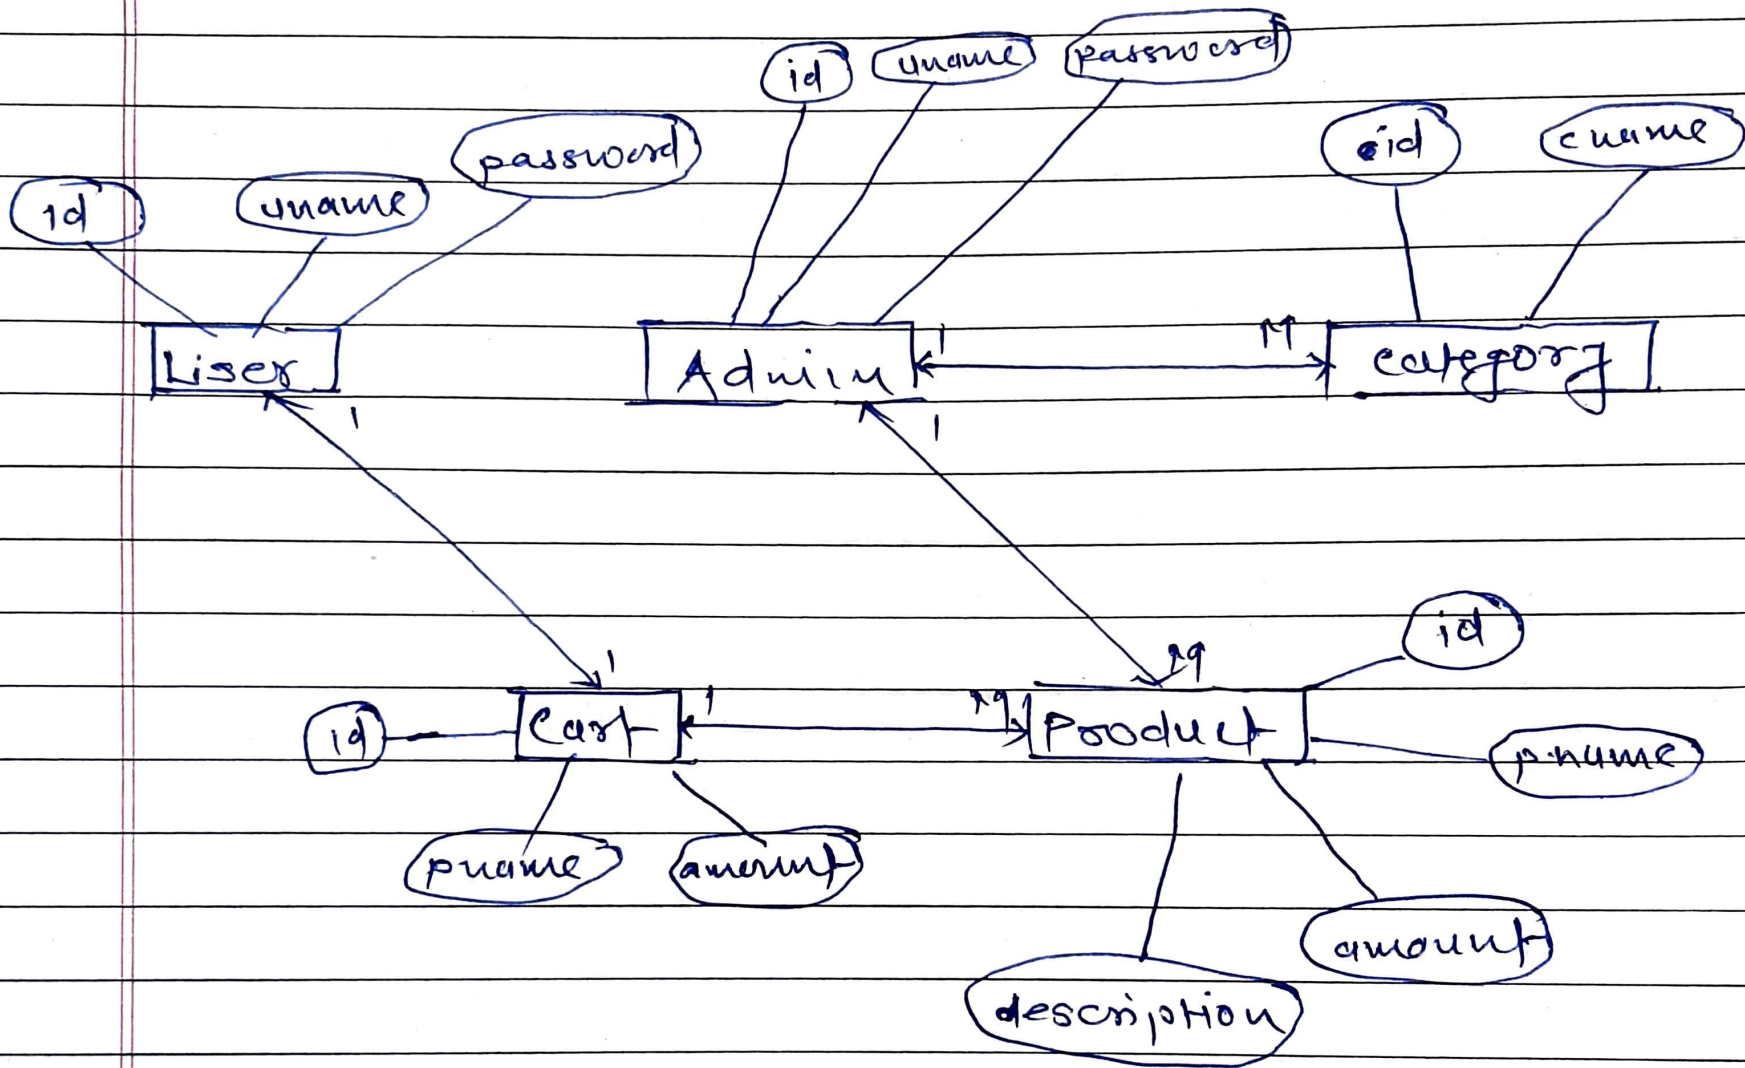 id uname password
password
id uname
cid cname
User Admin Category
1 M
1 1
1 M
id
Cart Product
1 M
id
p.name
pname amount
amount
description